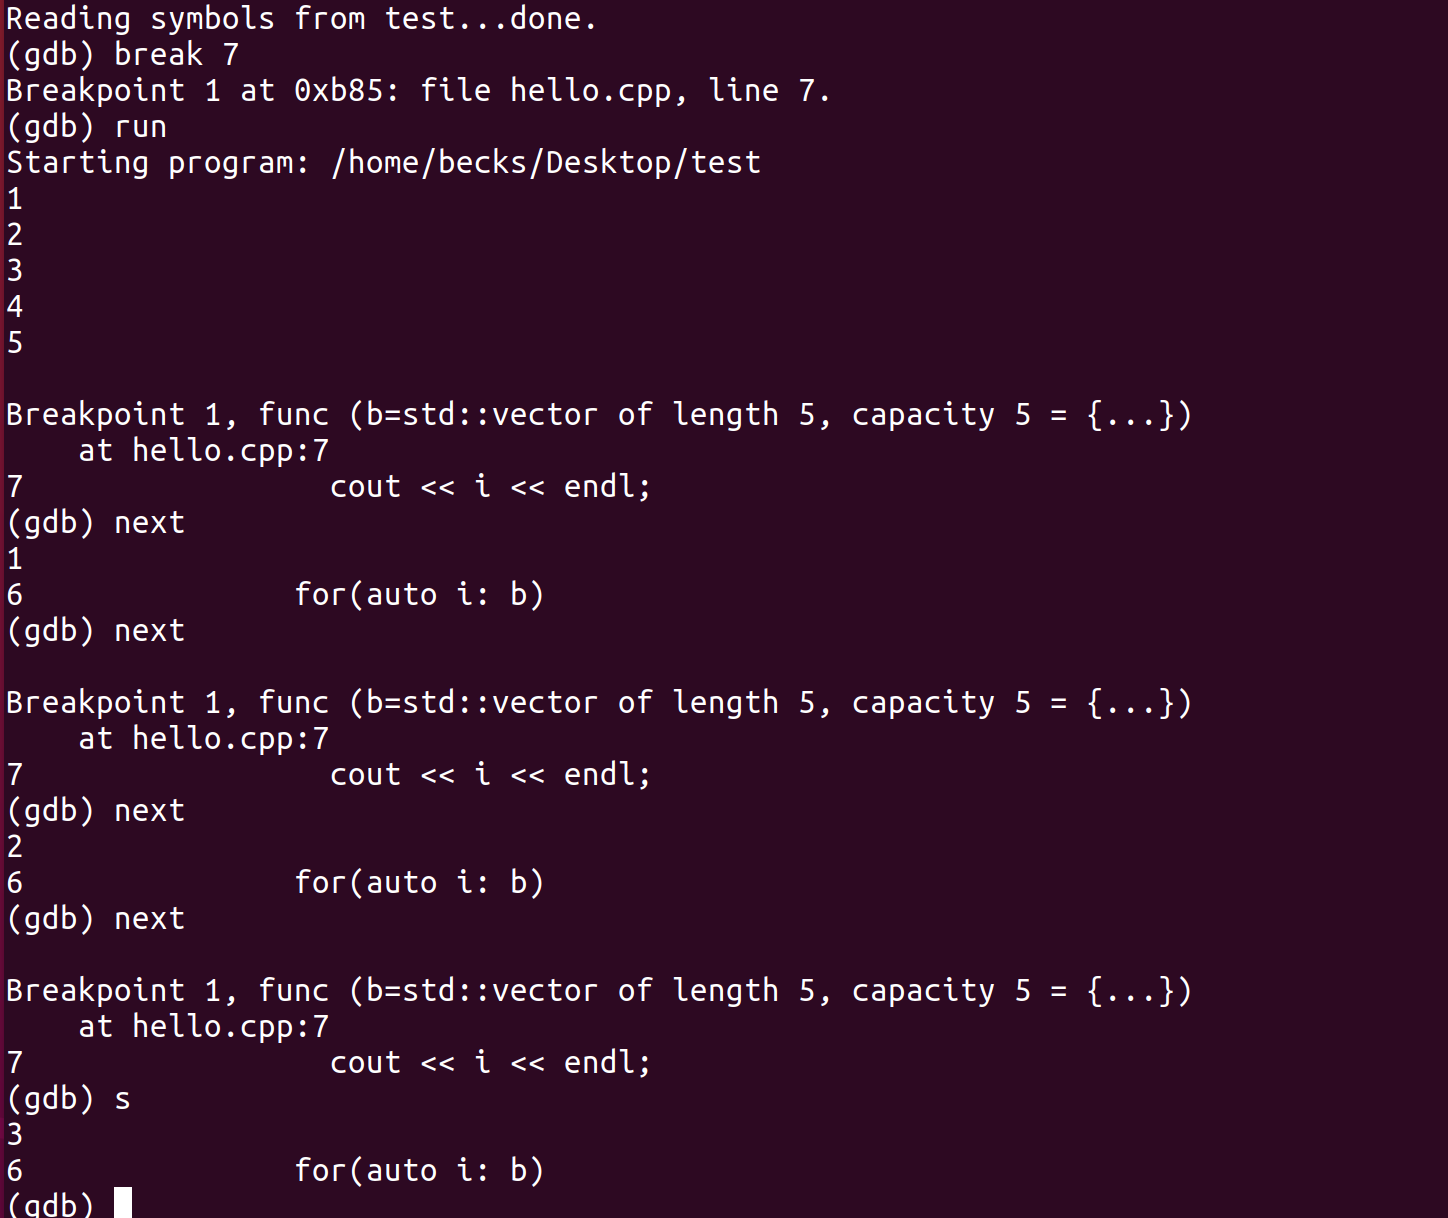 Reading symbols from test...done.
(gdb) break 7
Breakpoint 1 at 0xb85: file hello.cpp, line 7.
(gdb) run
Starting program: /home/becks/Desktop/test
1
2
3
4
5
Breakpoint 1, func (b=std::vector of length 5, capacity 5 = {...})
    at hello.cpp:7
7                 cout << i << endl;
(gdb) next
1
6               for(auto i: b)
(gdb) next
Breakpoint 1, func (b=std::vector of length 5, capacity 5 = {...})
    at hello.cpp:7
7                 cout << i << endl;
(gdb) next
2
6               for(auto i: b)
(gdb) next
Breakpoint 1, func (b=std::vector of length 5, capacity 5 = {...})
    at hello.cpp:7
7                 cout << i << endl;
(gdb) s
3
6               for(auto i: b)
(gdb)